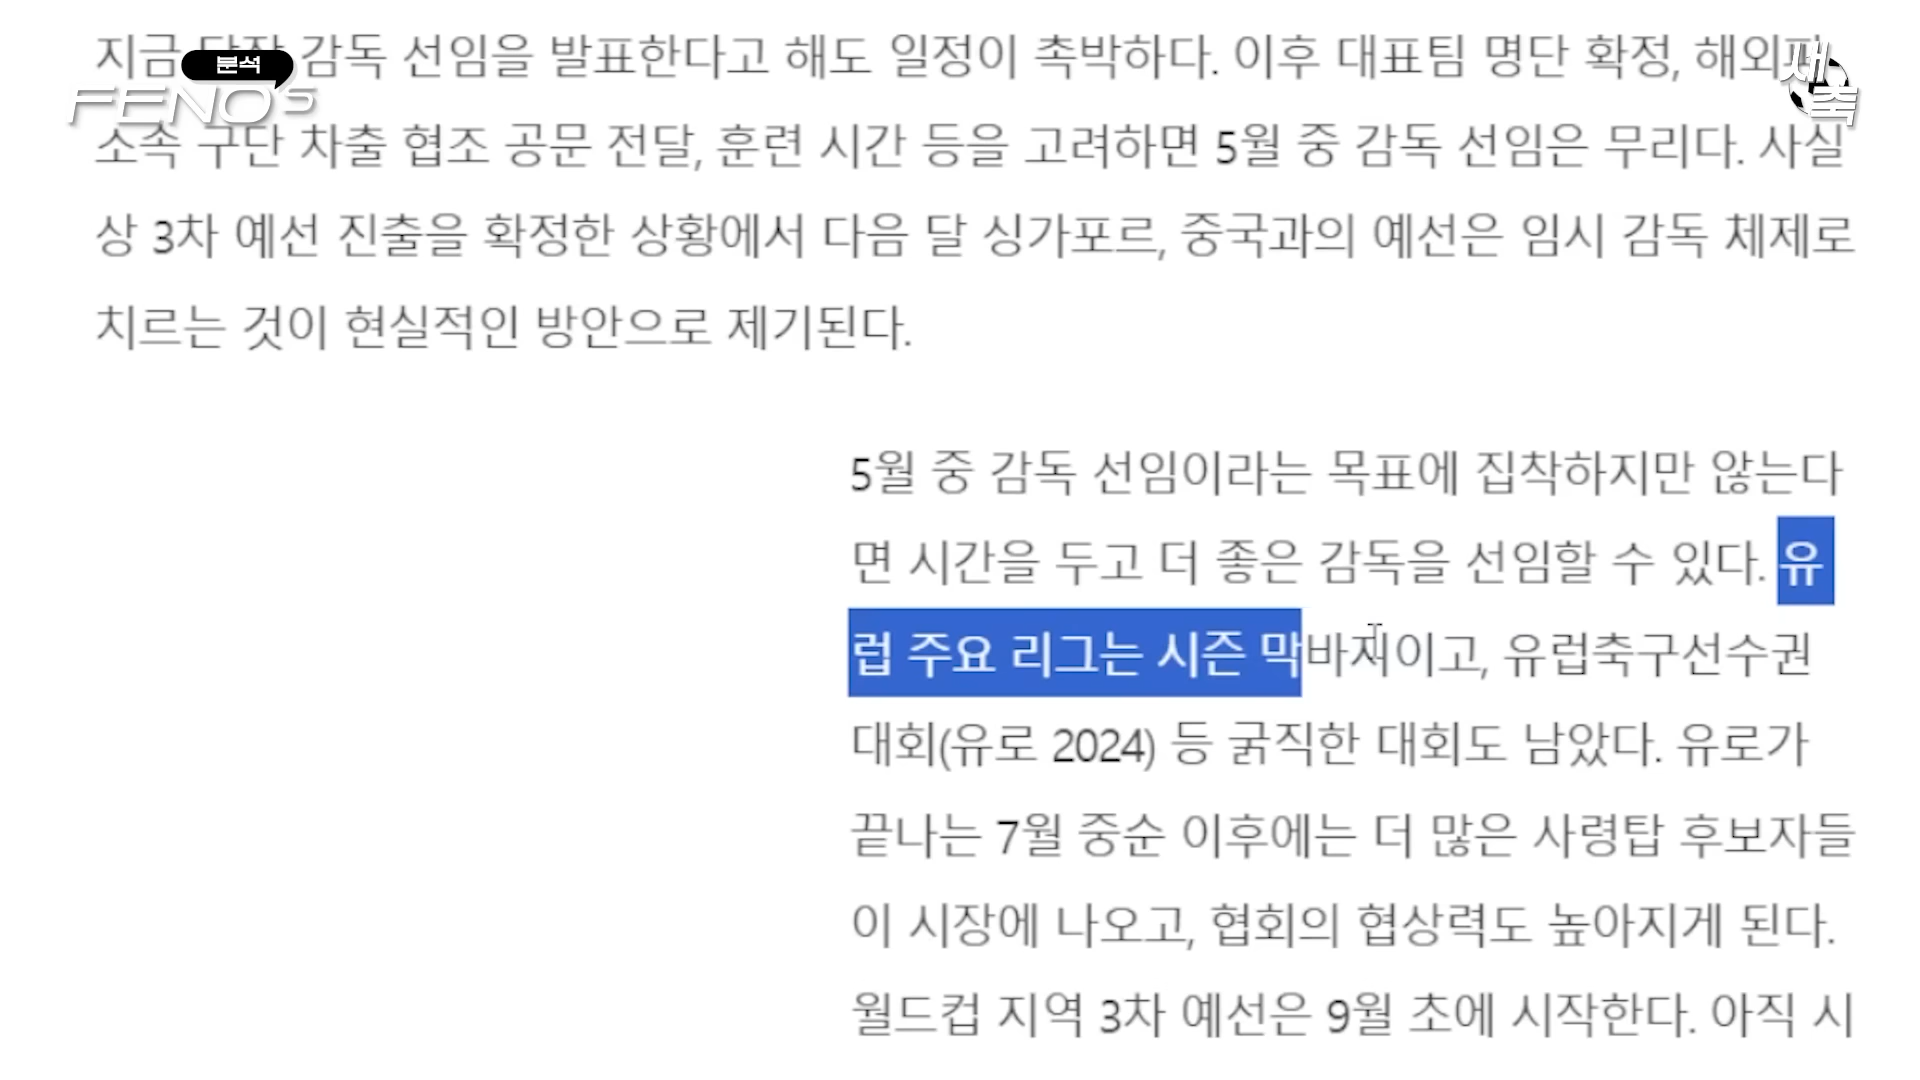 분석
FENO'S
새축
지금 당장 감독 선임을 발표한다고 해도 일정이 촉박하다. 이후 대표팀 명단 확정, 해외파
소속 구단 차출 협조 공문 전달, 훈련 시간 등을 고려하면 5월 중 감독 선임은 무리다. 사실
상 3차 예선 진출을 확정한 상황에서 다음 달 싱가포르, 중국과의 예선은 임시 감독 체제로
치르는 것이 현실적인 방안으로 제기된다.
5월 중 감독 선임이라는 목표에 집착하지만 않는다
면 시간을 두고 더 좋은 감독을 선임할 수 있다. 유
럽 주요 리그는 시즌 막바지이고, 유럽축구선수권
대회(유로 2024) 등 굵직한 대회도 남았다. 유로가
끝나는 7월 중순 이후에는 더 많은 사령탑 후보자들
이 시장에 나오고, 협회의 협상력도 높아지게 된다.
월드컵 지역 3차 예선은 9월 초에 시작한다. 아직 시